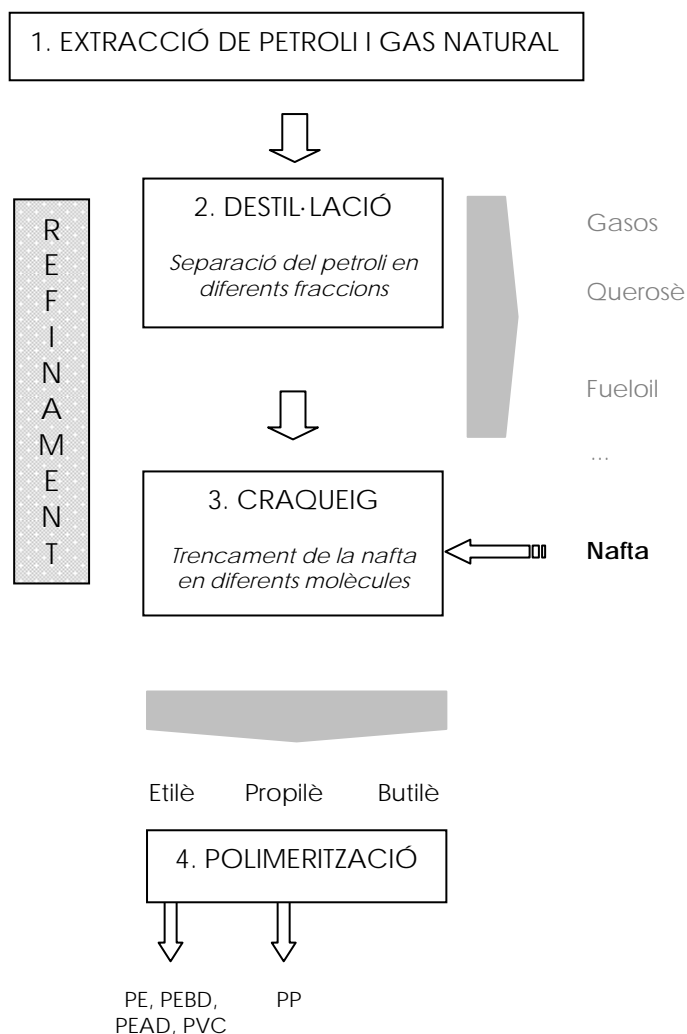 1. EXTRACCIÓ DE PETROLI I GAS NATURAL
REFINAMENT
2. DESTIL·LACIÓ
Separació del petroli en
diferents fraccions
Gasos
Querosè
Fueloil
...
3. CRAQUEIG
Trencament de la nafta
en diferents molècules
Nafta
Etilè Propilè Butilè
4. POLIMERITZACIÓ
PE, PEBD,
PEAD, PVC
PP